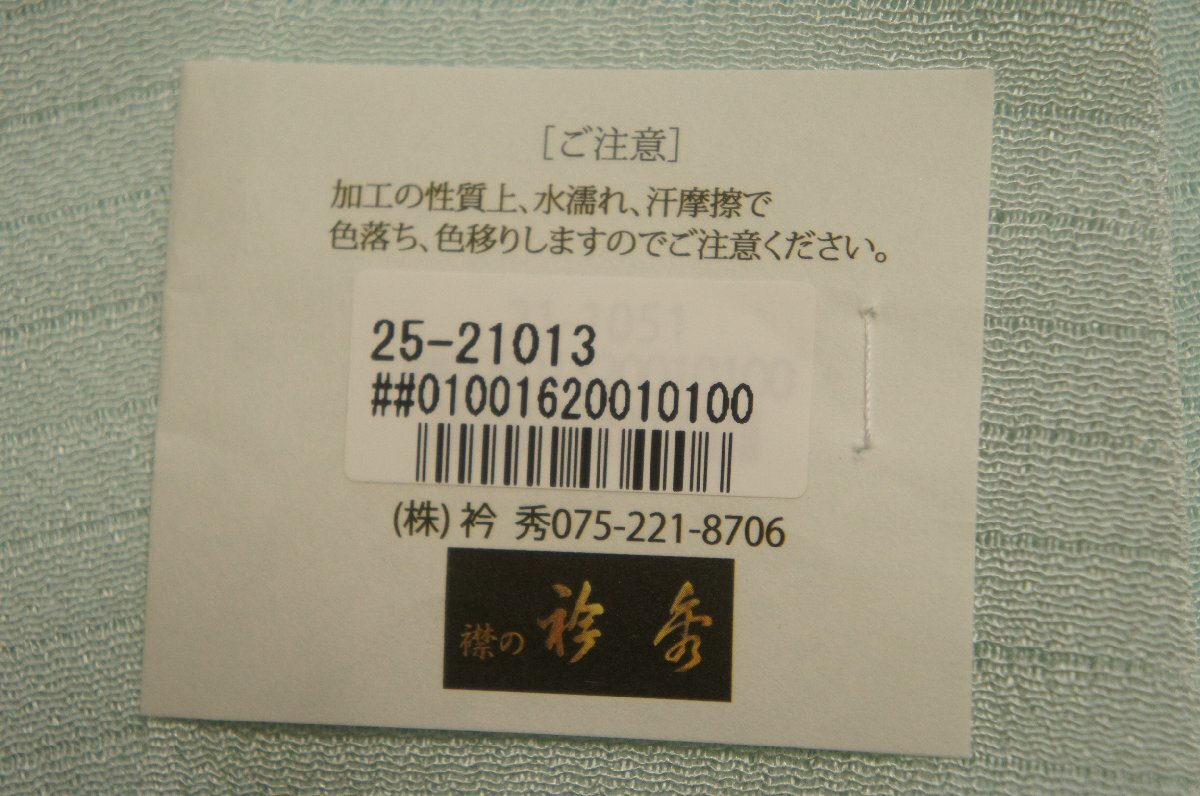 ［ご注意］
加工の性質上、水濡れ、汗摩擦で
色落ち、色移りしますのでご注意ください。
25-21013
##01001620010100
(株) 衿 秀075-221-8706
襟の 衿 秀